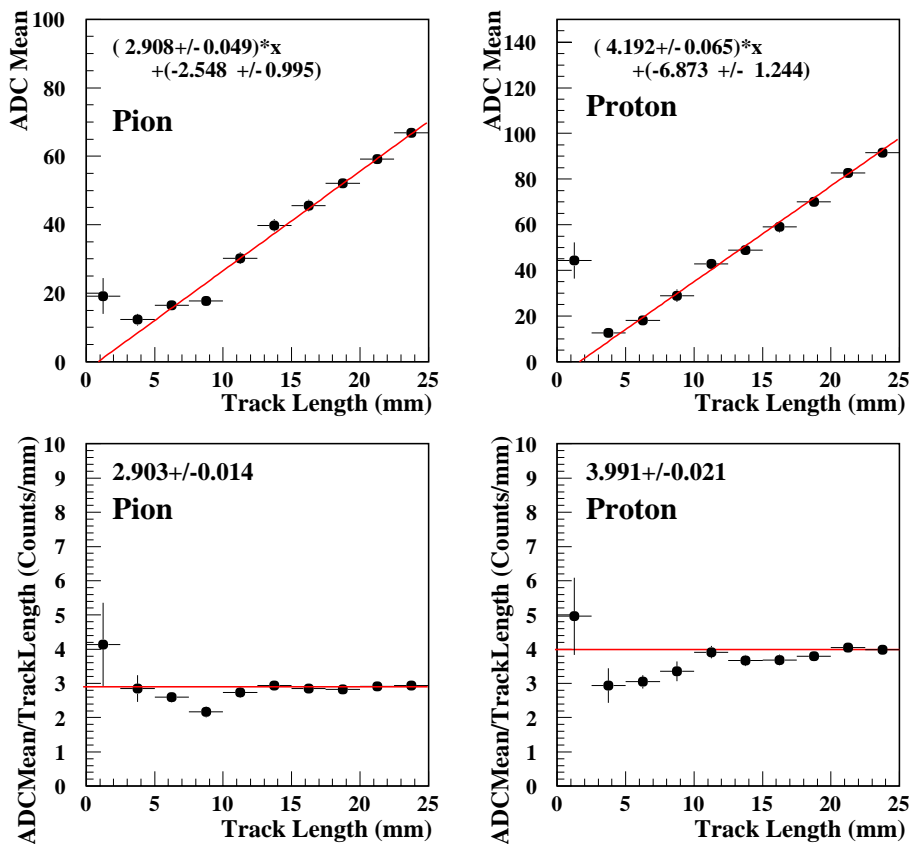 ADC Mean
100
80
60
40
20
0
( 2.908+/- 0.049)*x
+(-2.548 +/-0.995)
Pion
0 5 10 15 20 25
Track Length (mm)
ADC Mean
140
120
100
80
60
40
20
0
( 4.192+/-0.065)*x
+(-6.873 +/- 1.244)
Proton
0 5 10 15 20 25
Track Length (mm)
ADCMean/TrackLength (Counts/mm)
10
9
8
7
6
5
4
3
2
1
0
2.903+/-0.014
Pion
0 5 10 15 20 25
Track Length (mm)
ADCMean/TrackLength (Counts/mm)
10
9
8
7
6
5
4
3
2
1
0
3.991+/-0.021
Proton
0 5 10 15 20 25
Track Length (mm)